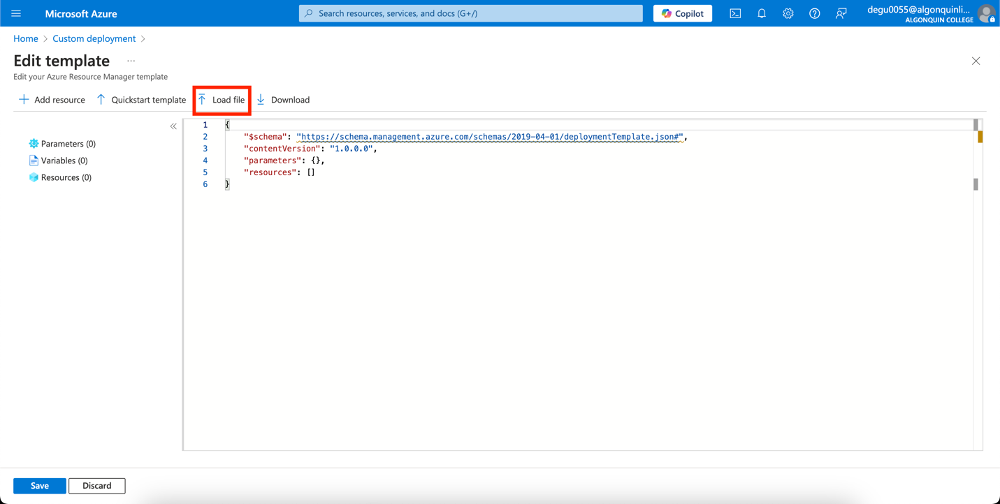 Microsoft Azure
Search resources, services, and docs (G+/)
Copilot
degu0055@algonquinli...
ALGONQUIN COLLEGE
Home > Custom deployment >
Edit template ...
Edit your Azure Resource Manager template
Add resource
Quickstart template
Load file
Download
Parameters (0)
Variables (0)
Resources (0)
1 {
2 "$schema": "https://schema.management.azure.com/schemas/2019-04-01/deploymentTemplate.json#",
3 "contentVersion": "1.0.0.0",
4 "parameters": {},
5 "resources": []
6 }
Save
Discard